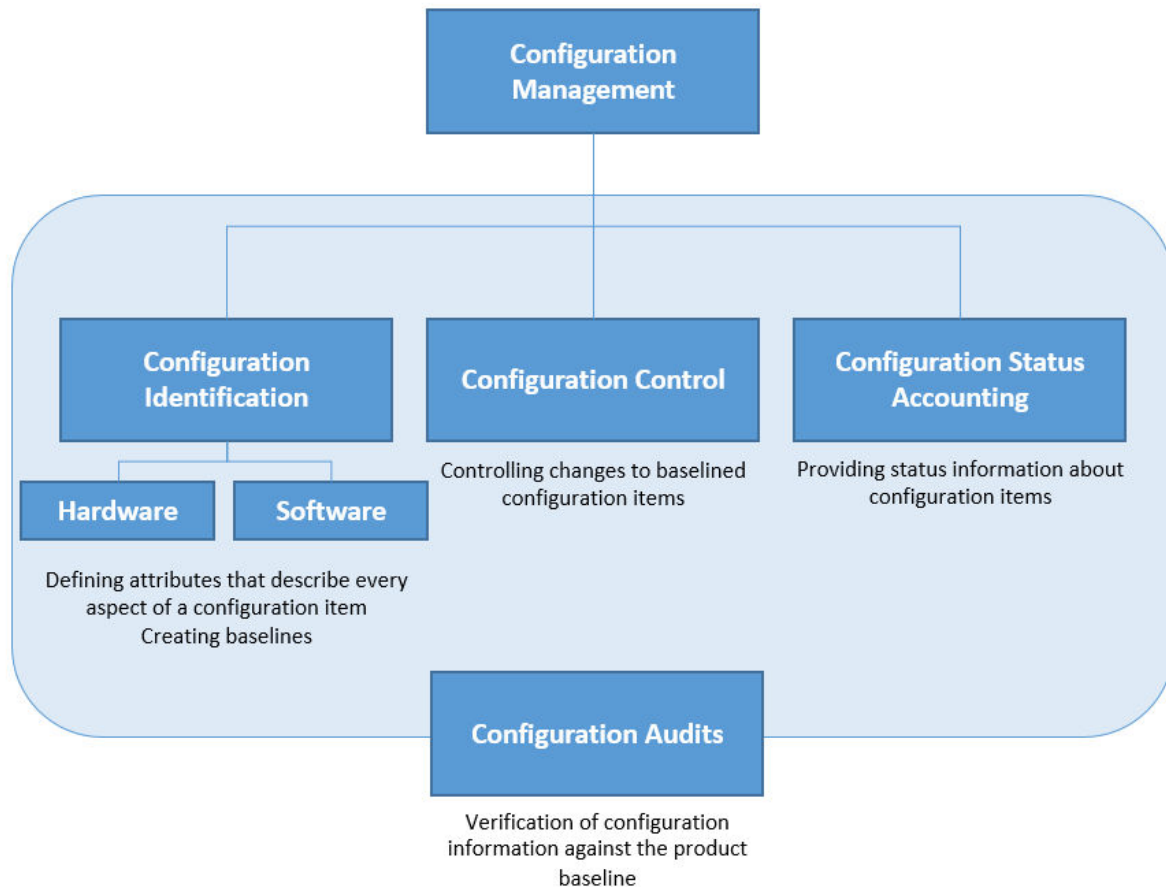 Configuration
Management
Configuration
Identification
Configuration Control
Configuration Status
Accounting
Controlling changes to baselined
configuration items
Providing status information about
configuration items
Hardware
Software
Defining attributes that describe every
aspect of a configuration item
Creating baselines
Configuration Audits
Verification of configuration
information against the product
baseline